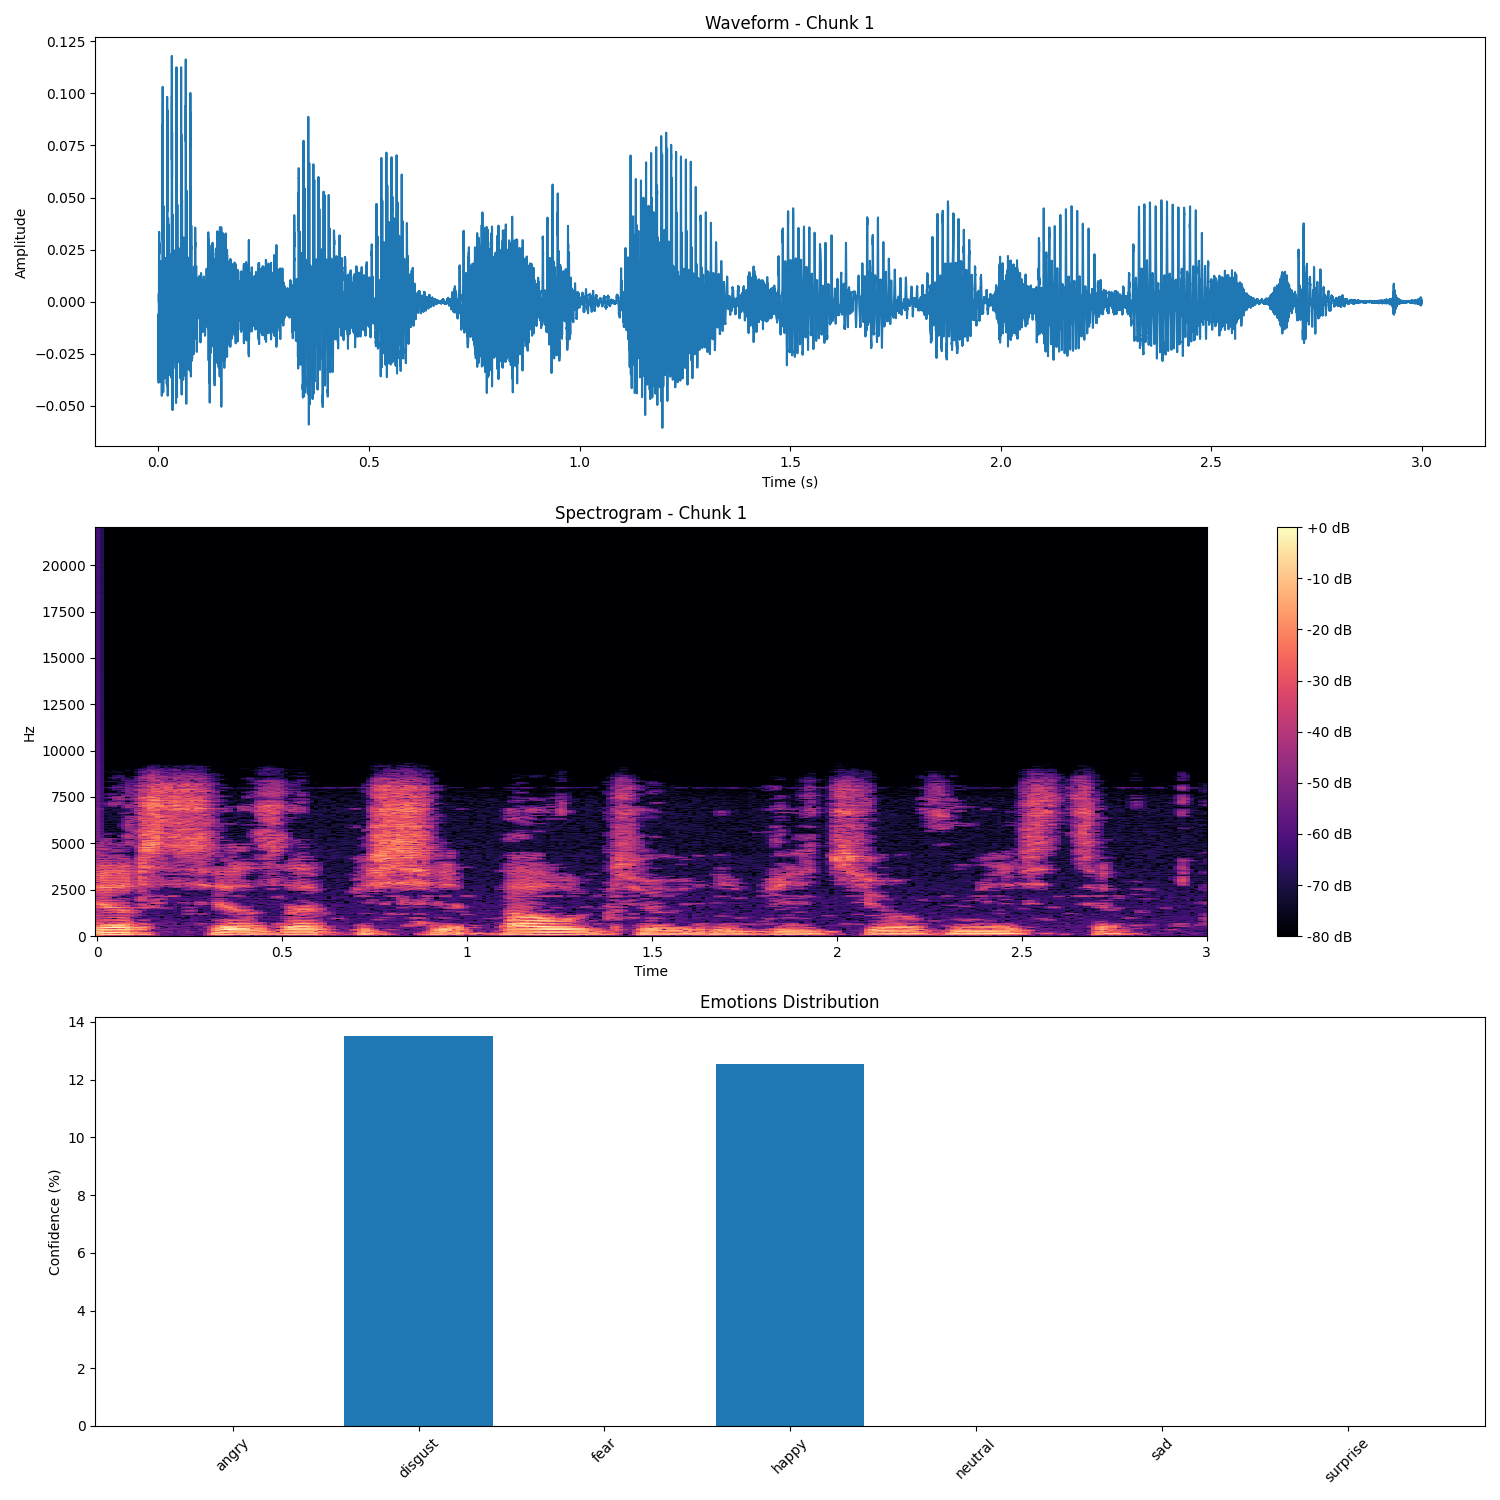 Waveform - Chunk 1
0.125
0.100
0.075
0.050
0.025
0.000
−0.025
−0.050
Amplitude
0.0 0.5 1.0 1.5 2.0 2.5 3.0
Time (s)
Spectrogram - Chunk 1
20000
17500
15000
12500
10000
7500
5000
2500
0
Hz
0 0.5 1 1.5 2 2.5 3
Time
+0 dB
-10 dB
-20 dB
-30 dB
-40 dB
-50 dB
-60 dB
-70 dB
-80 dB
Emotions Distribution
14
12
10
8
6
4
2
0
Confidence (%)
angry disgust fear happy neutral sad surprise